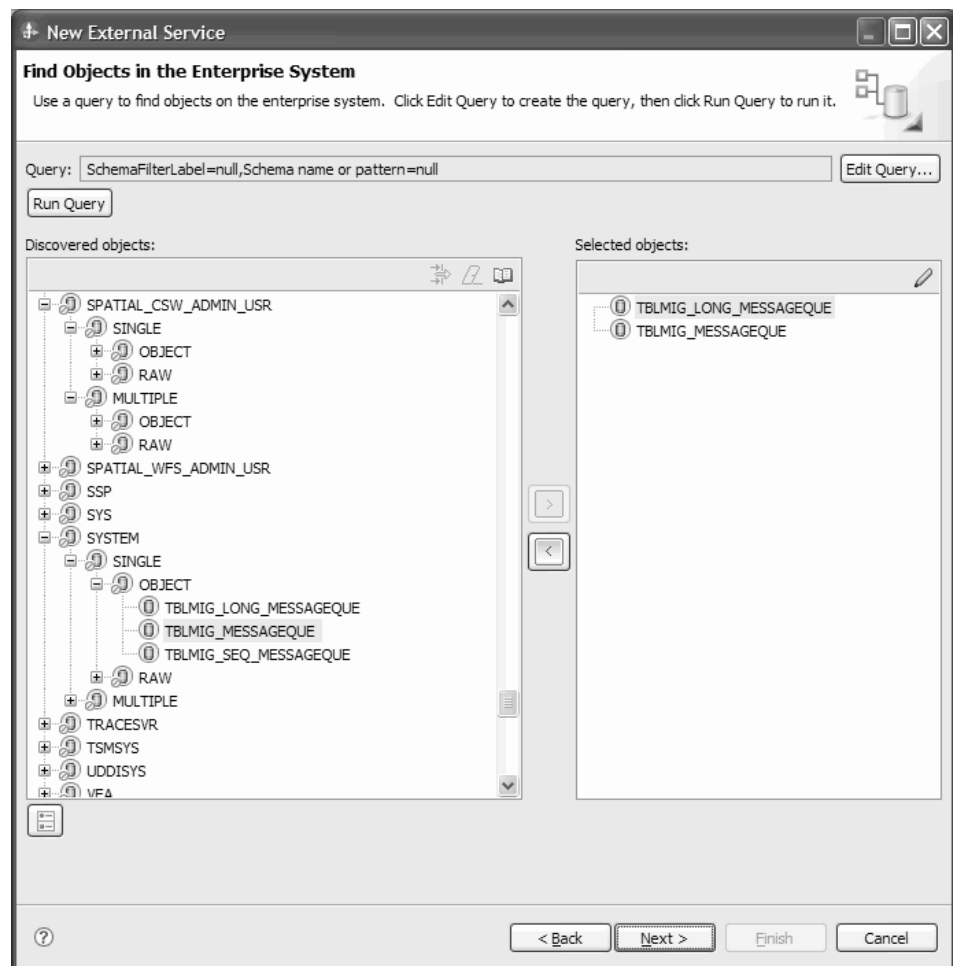 New External Service
Find Objects in the Enterprise System
Use a query to find objects on the enterprise system. Click Edit Query to create the query, then click Run Query to run it.
Query: SchemaFilterLabel=null,Schema name or pattern=null Edit Query...
Run Query
Discovered objects:
SPATIAL_CSW_ADMIN_USR
SINGLE
OBJECT
RAW
MULTIPLE
OBJECT
RAW
SPATIAL_WFS_ADMIN_USR
SSP
SYS
SYSTEM
SINGLE
OBJECT
TBLMIG_LONG_MESSAGEQUE
TBLMIG_MESSAGEQUE
TBLMIG_SEQ_MESSAGEQUE
RAW
MULTIPLE
TRACESVR
TSMSYS
UDDISYS
VEA
>
<
Selected objects:
TBLMIG_LONG_MESSAGEQUE
TBLMIG_MESSAGEQUE
? < Back Next > Finish Cancel